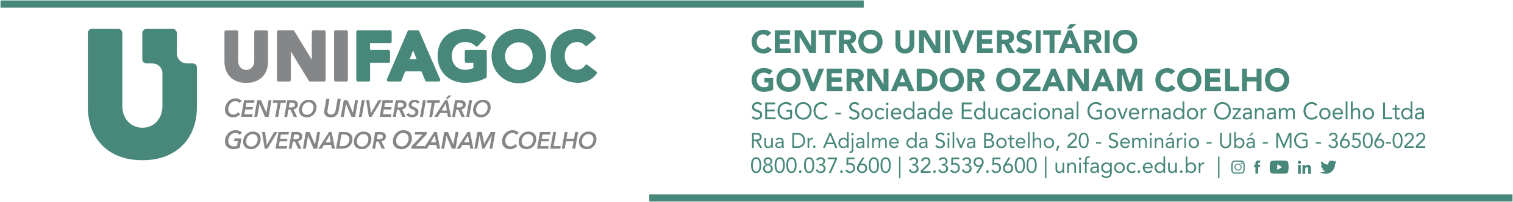 UNIFAGOC
CENTRO UNIVERSITÁRIO
GOVERNADOR OZANAM COELHO
CENTRO UNIVERSITÁRIO
GOVERNADOR OZANAM COELHO
SEGOC - Sociedade Educacional Governador Ozanam Coelho Ltda
Rua Dr. Adjalme da Silva Botelho, 20 - Seminário - Ubá - MG - 36506-022
0800.037.5600 | 32.3539.5600 | unifagoc.edu.br |